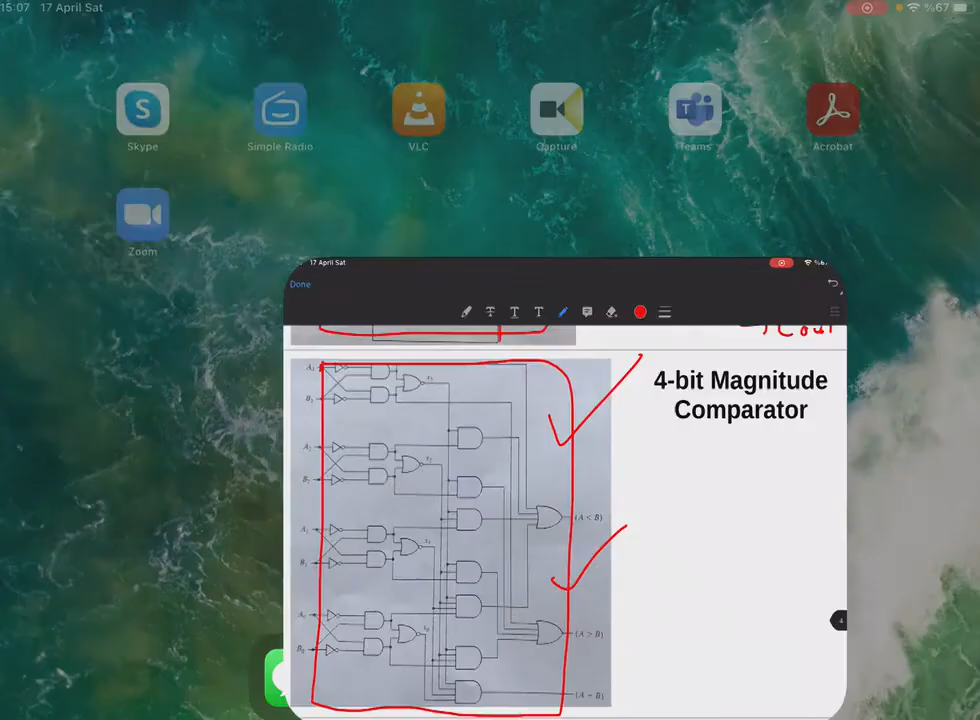 15:07 17 April Sat %67
Skype
Simple Radio
VLC
Capture
Teams
Acrobat
Zoom
17 April Sat
Done
Cout
4-bit Magnitude
Comparator
A3
x3
B3
A2
x2
B2
(A < B)
A1
x1
B1
A0
x0
(A > B)
B0
(A = B)
4